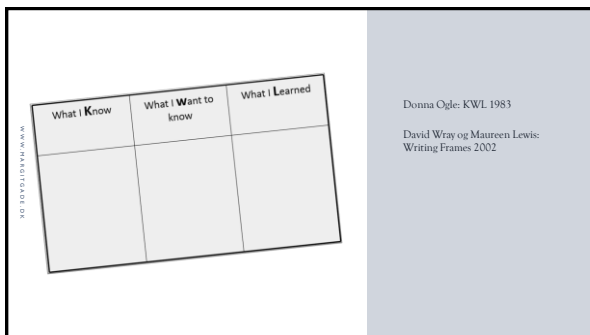 What I Know
What I Want to
know
What I Learned
WWW.MARGITGADE.DK
Donna Ogle: KWL 1983
David Wray og Maureen Lewis:
Writing Frames 2002